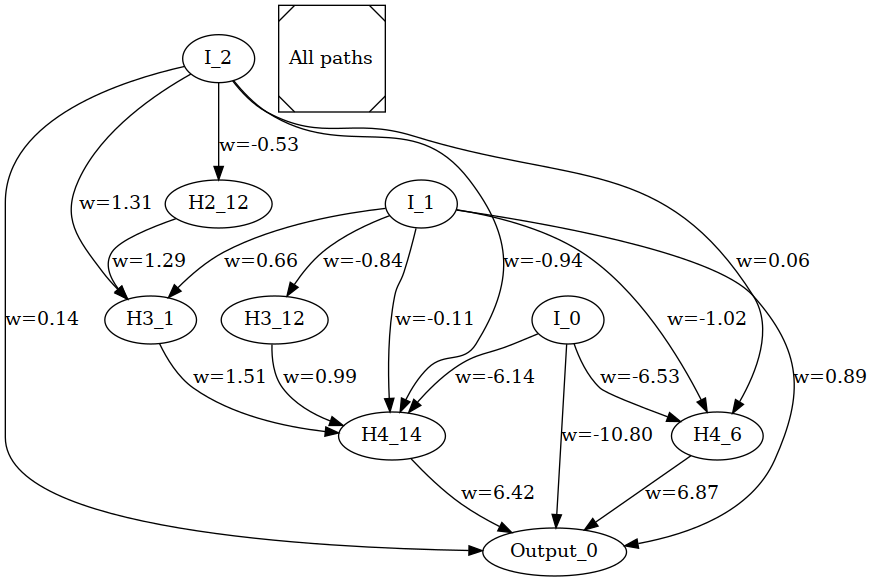 I_2
All paths
w=-0.53
H2_12
I_1
w=1.31
w=1.29
w=0.66
w=-0.84
w=-0.94
w=0.06
H3_1
H3_12
I_0
w=0.14
w=-0.11
w=-1.02
w=1.51
w=0.99
w=-6.14
w=-6.53
w=0.89
H4_14
w=-10.80
H4_6
w=6.42
w=6.87
Output_0